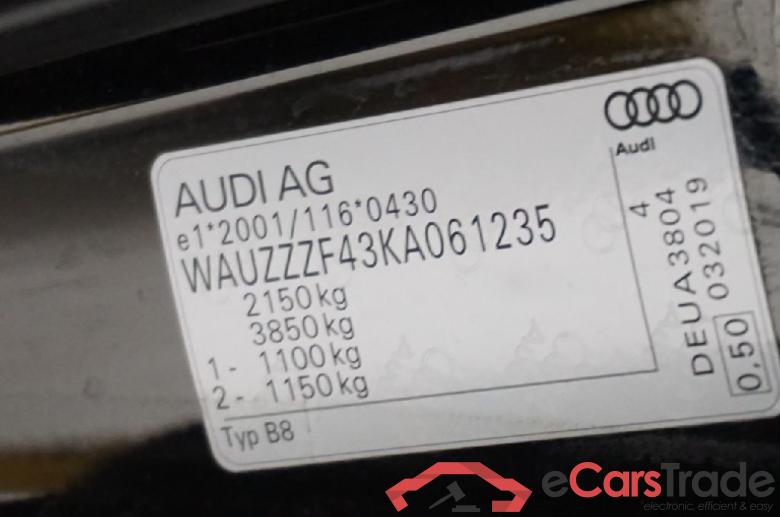 Audi
AUDI AG
e1*2001/116*0430
WAUZZZF43KA061235
2150 kg
3850 kg
1- 1100 kg
2- 1150 kg
Typ B8
4
DEUA3804
032019
0,50
eCarsTrade
electronic, efficient & easy